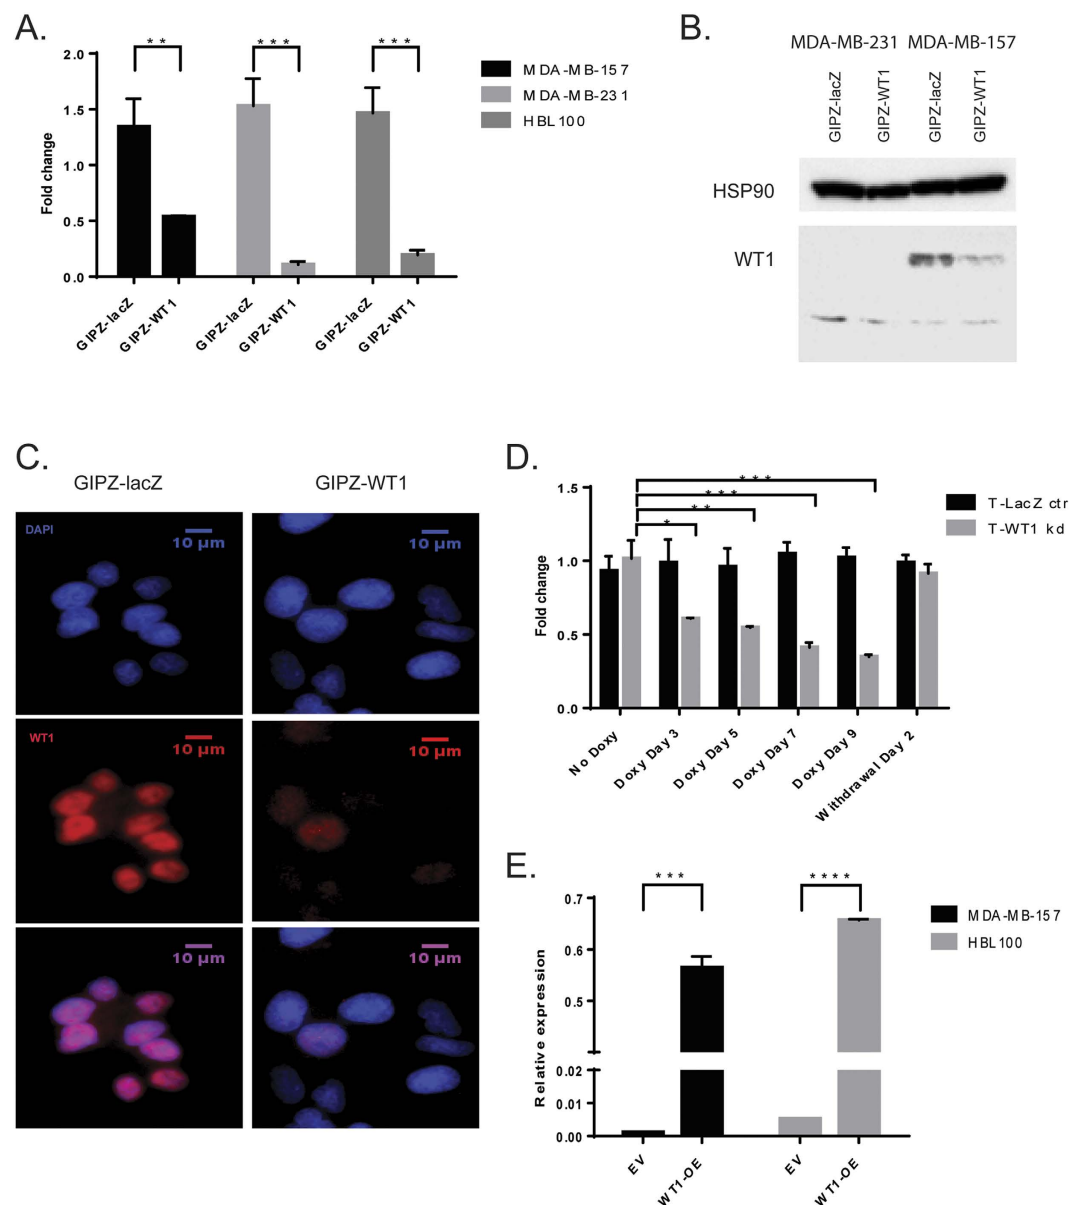 A.
** *** ***
2.0
1.5
1.0
0.5
0.0
Fold change
GIPZ-lacZ
GIPZ-WT1
GIPZ-lacZ
GIPZ-WT1
GIPZ-lacZ
GIPZ-WT1
MDA-MB-157
MDA-MB-231
HBL100
B.
MDA-MB-231 MDA-MB-157
GIPZ-lacZ
GIPZ-WT1
GIPZ-lacZ
GIPZ-WT1
HSP90
WT1
C.
GIPZ-lacZ GIPZ-WT1
DAPI
10 µm
10 µm
WT1
10 µm
10 µm
10 µm
10 µm
D.
***
***
**
*
1.5
1.0
0.5
0.0
Fold change
No Doxy
Doxy Day 3
Doxy Day 5
Doxy Day 7
Doxy Day 9
Withdrawal Day 2
T-LacZ ctr
T-WT1 kd
E.
*** ****
0.7
0.6
0.5
0.02
0.01
0.00
Relative expression
EV
WT1-OE
EV
WT1-OE
MDA-MB-157
HBL100